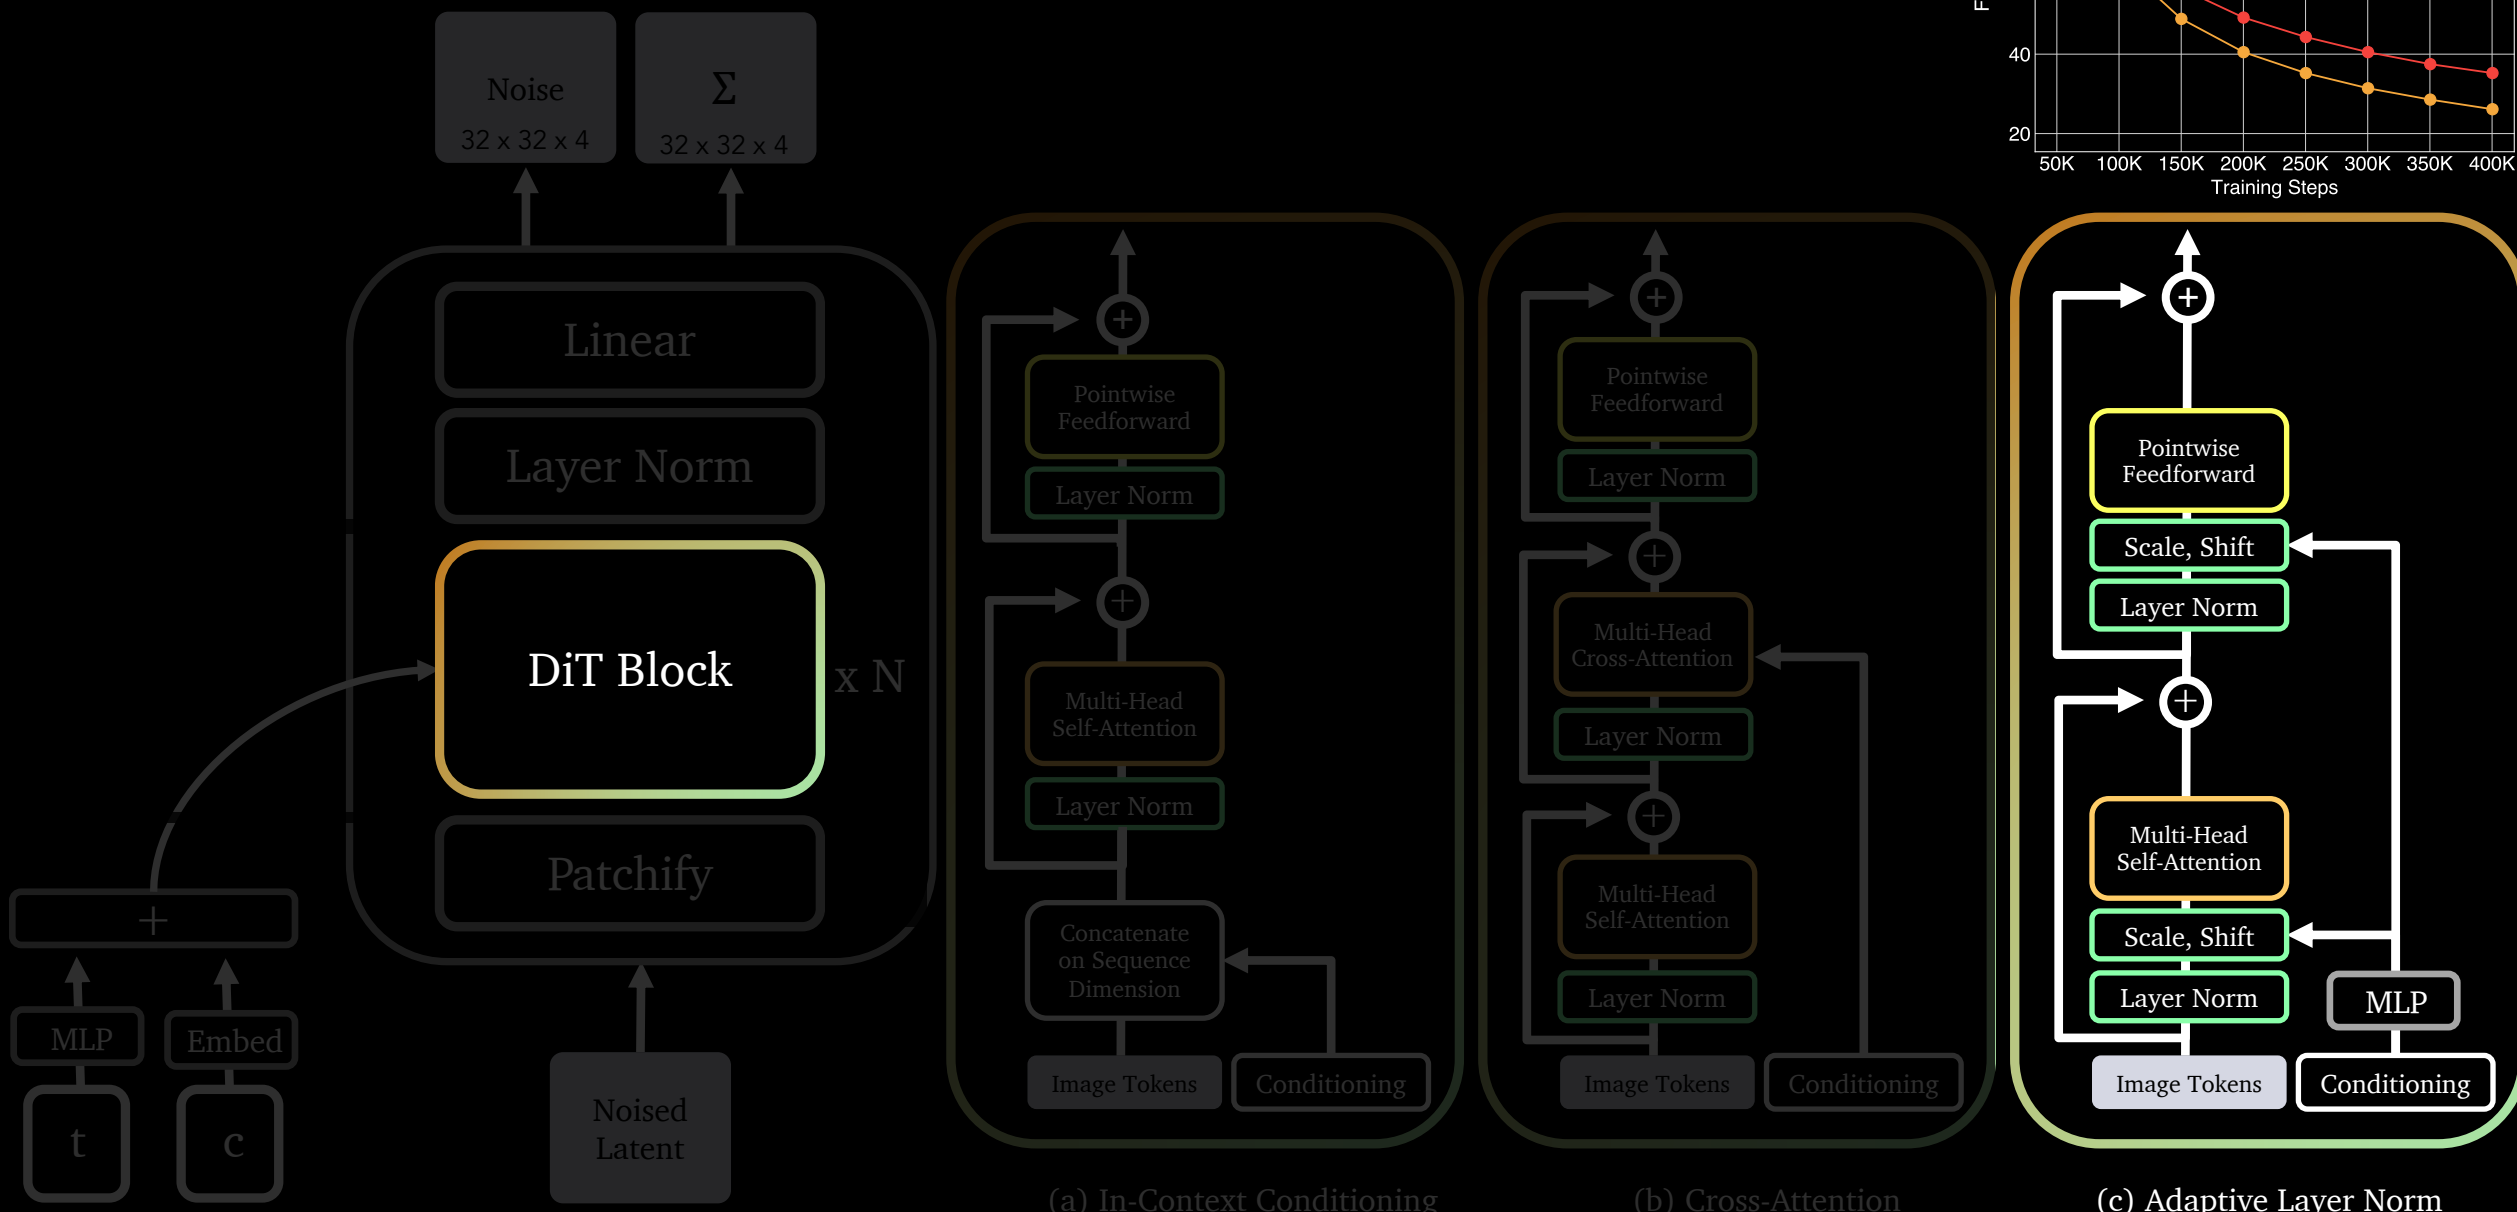 40
20
50K 100K 150K 200K 250K 300K 350K 400K
Training Steps
Noise
32 x 32 x 4
Σ
32 x 32 x 4
Linear
Layer Norm
DiT Block
x N
Patchify
+
MLP
Embed
t
c
Noised
Latent
+
Pointwise
Feedforward
Layer Norm
+
Multi-Head
Self-Attention
Layer Norm
Concatenate
on Sequence
Dimension
Image Tokens
Conditioning
(a) In-Context Conditioning
+
Pointwise
Feedforward
Layer Norm
+
Multi-Head
Cross-Attention
Layer Norm
+
Multi-Head
Self-Attention
Layer Norm
Image Tokens
Conditioning
(b) Cross-Attention
+
Pointwise
Feedforward
Scale, Shift
Layer Norm
+
Multi-Head
Self-Attention
Scale, Shift
Layer Norm
MLP
Image Tokens
Conditioning
(c) Adaptive Layer Norm